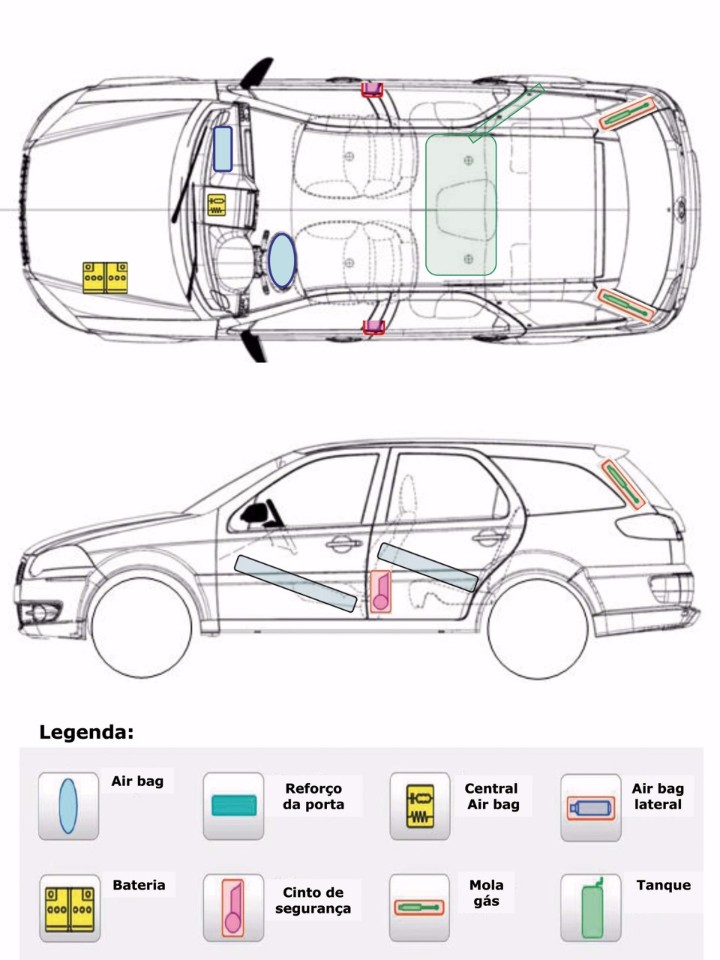 Legenda:
Air bag
Reforço
da porta
Central
Air bag
Air bag
lateral
Bateria
Cinto de
segurança
Mola
gás
Tanque